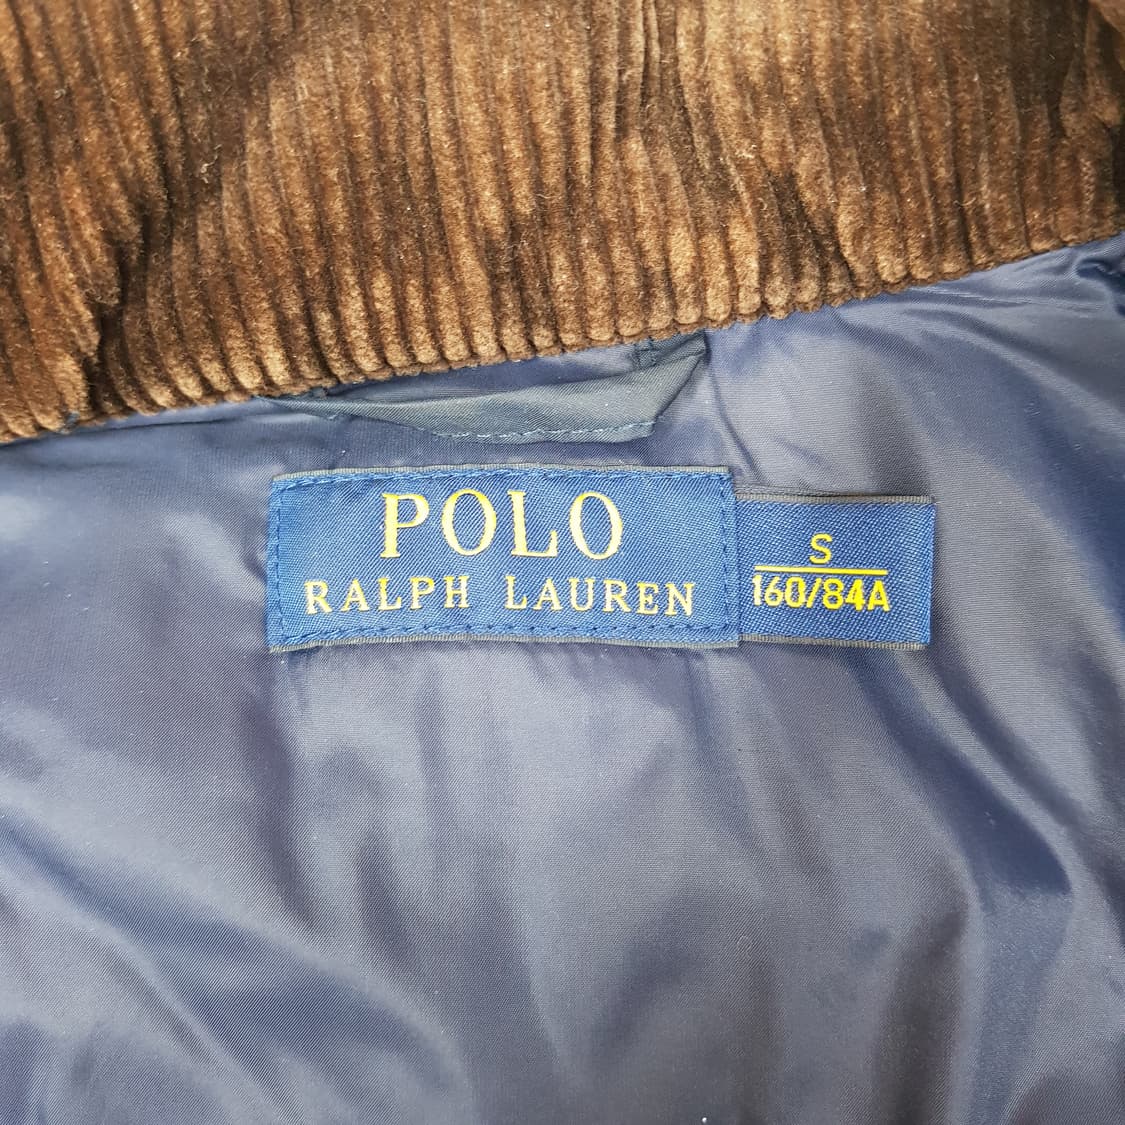 POLO
RALPH LAUREN
S
160/84A